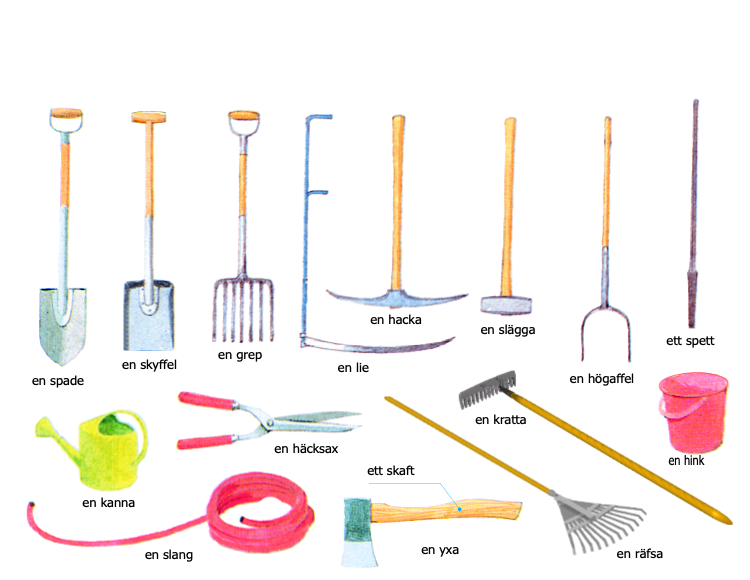 en hacka
en slägga
ett spett
en grep
en skyffel
en lie
en spade
en högaffel
en kratta
en häcksax
en hink
ett skaft
en kanna
en yxa
en räfsa
en slang